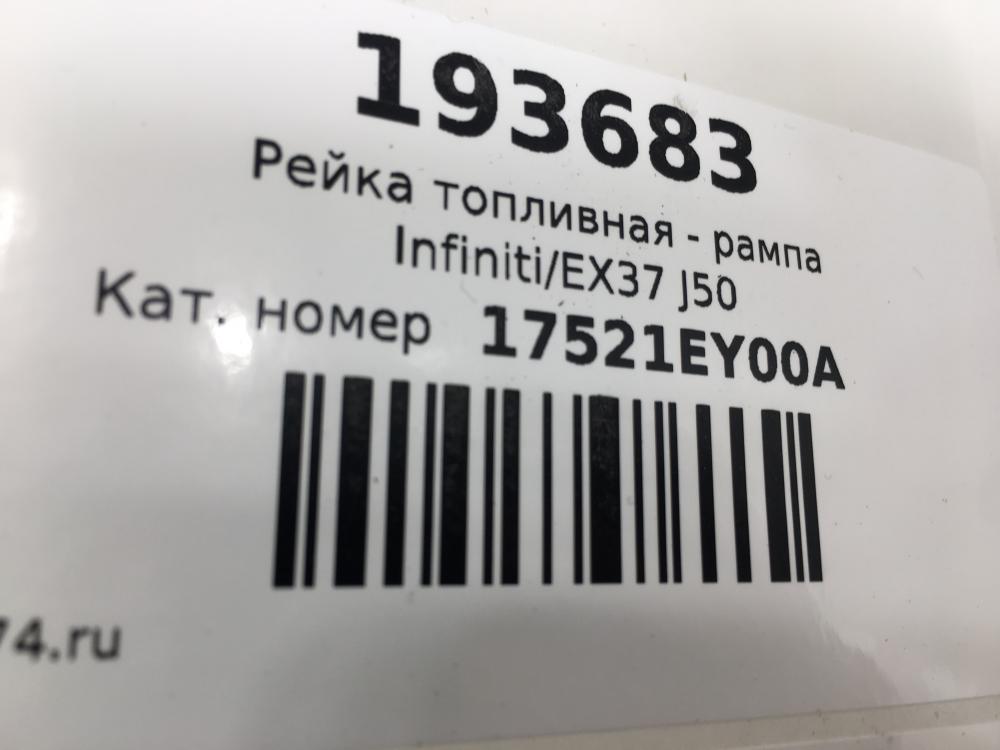 193683
Рейка топливная - рампа
Infiniti/EX37 J50
Кат. номер 17521EY00A
74.ru